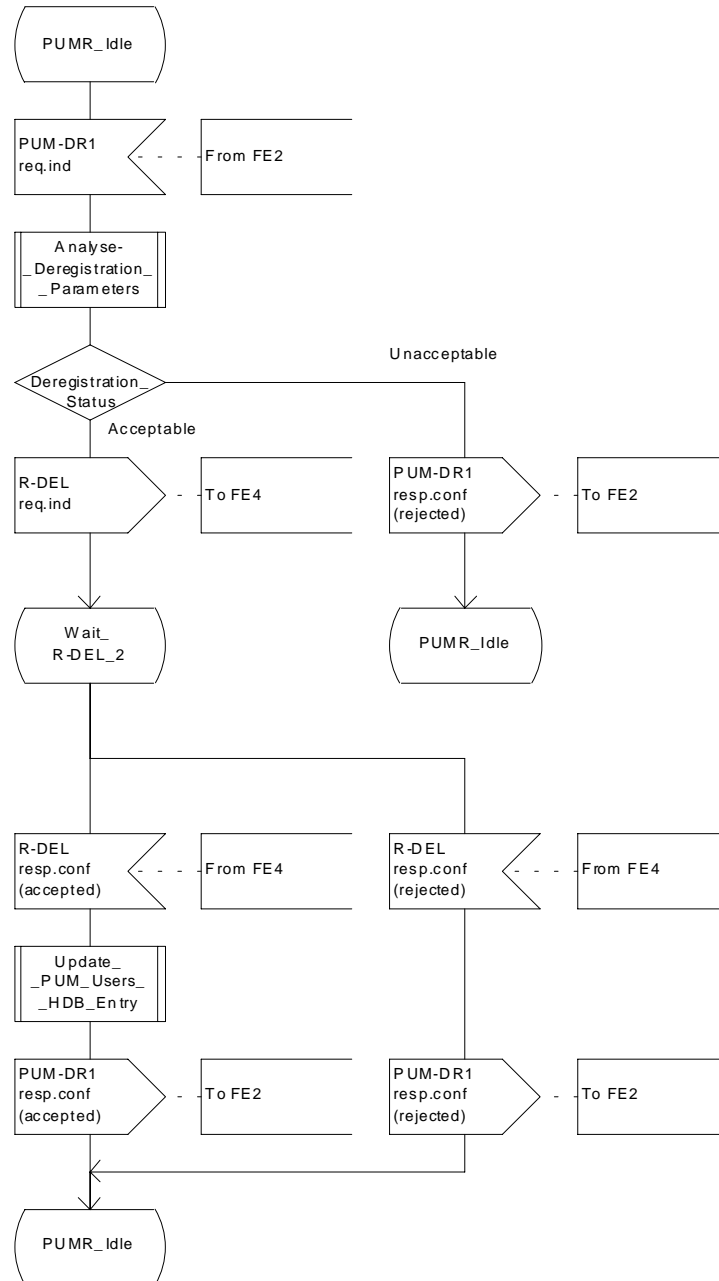 PUMR_Idle
PUM-DR1
req.ind
From FE2
Analyse-
_Deregistration_
_Parameters
Unacceptable
Deregistration_
Status
Acceptable
R-DEL
req.ind
To FE4
PUM-DR1
resp.conf
(rejected)
To FE2
Wait_
R-DEL_2
PUMR_Idle
R-DEL
resp.conf
(accepted)
From FE4
R-DEL
resp.conf
(rejected)
From FE4
Update_
_PUM_Users_
_HDB_Entry
PUM-DR1
resp.conf
(accepted)
To FE2
PUM-DR1
resp.conf
(rejected)
To FE2
PUMR_Idle